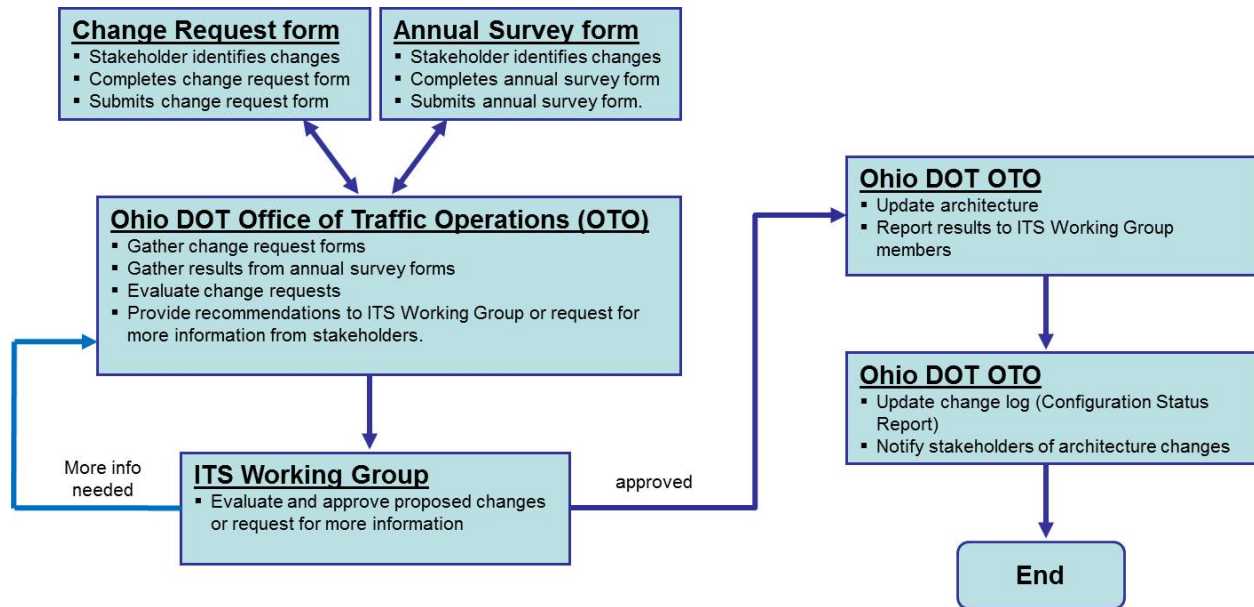 Change Request form
▪ Stakeholder identifies changes
▪ Completes change request form
▪ Submits change request form
Annual Survey form
▪ Stakeholder identifies changes
▪ Completes annual survey form
▪ Submits annual survey form.
Ohio DOT Office of Traffic Operations (OTO)
▪ Gather change request forms
▪ Gather results from annual survey forms
▪ Evaluate change requests
▪ Provide recommendations to ITS Working Group or request for
more information from stakeholders.
More info
needed
ITS Working Group
▪ Evaluate and approve proposed changes
or request for more information
approved
Ohio DOT OTO
▪ Update architecture
▪ Report results to ITS Working Group
members
Ohio DOT OTO
▪ Update change log (Configuration Status
Report)
▪ Notify stakeholders of architecture changes
End